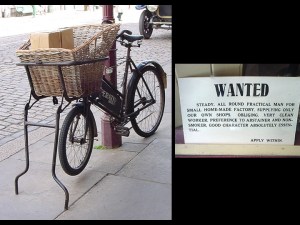 WANTED
STEADY, ALL ROUND PRACTICAL MAN FOR
SMALL HOME-MADE FACTORY, SUPPLYING ONLY
OUR OWN SHOPS. OBLIGING, VERY CLEAN
WORKER, PREFERENCE TO ABSTAINER AND NON-
SMOKER, GOOD CHARACTER ABSOLUTELY ESSEN-
TIAL.
APPLY WITHIN.